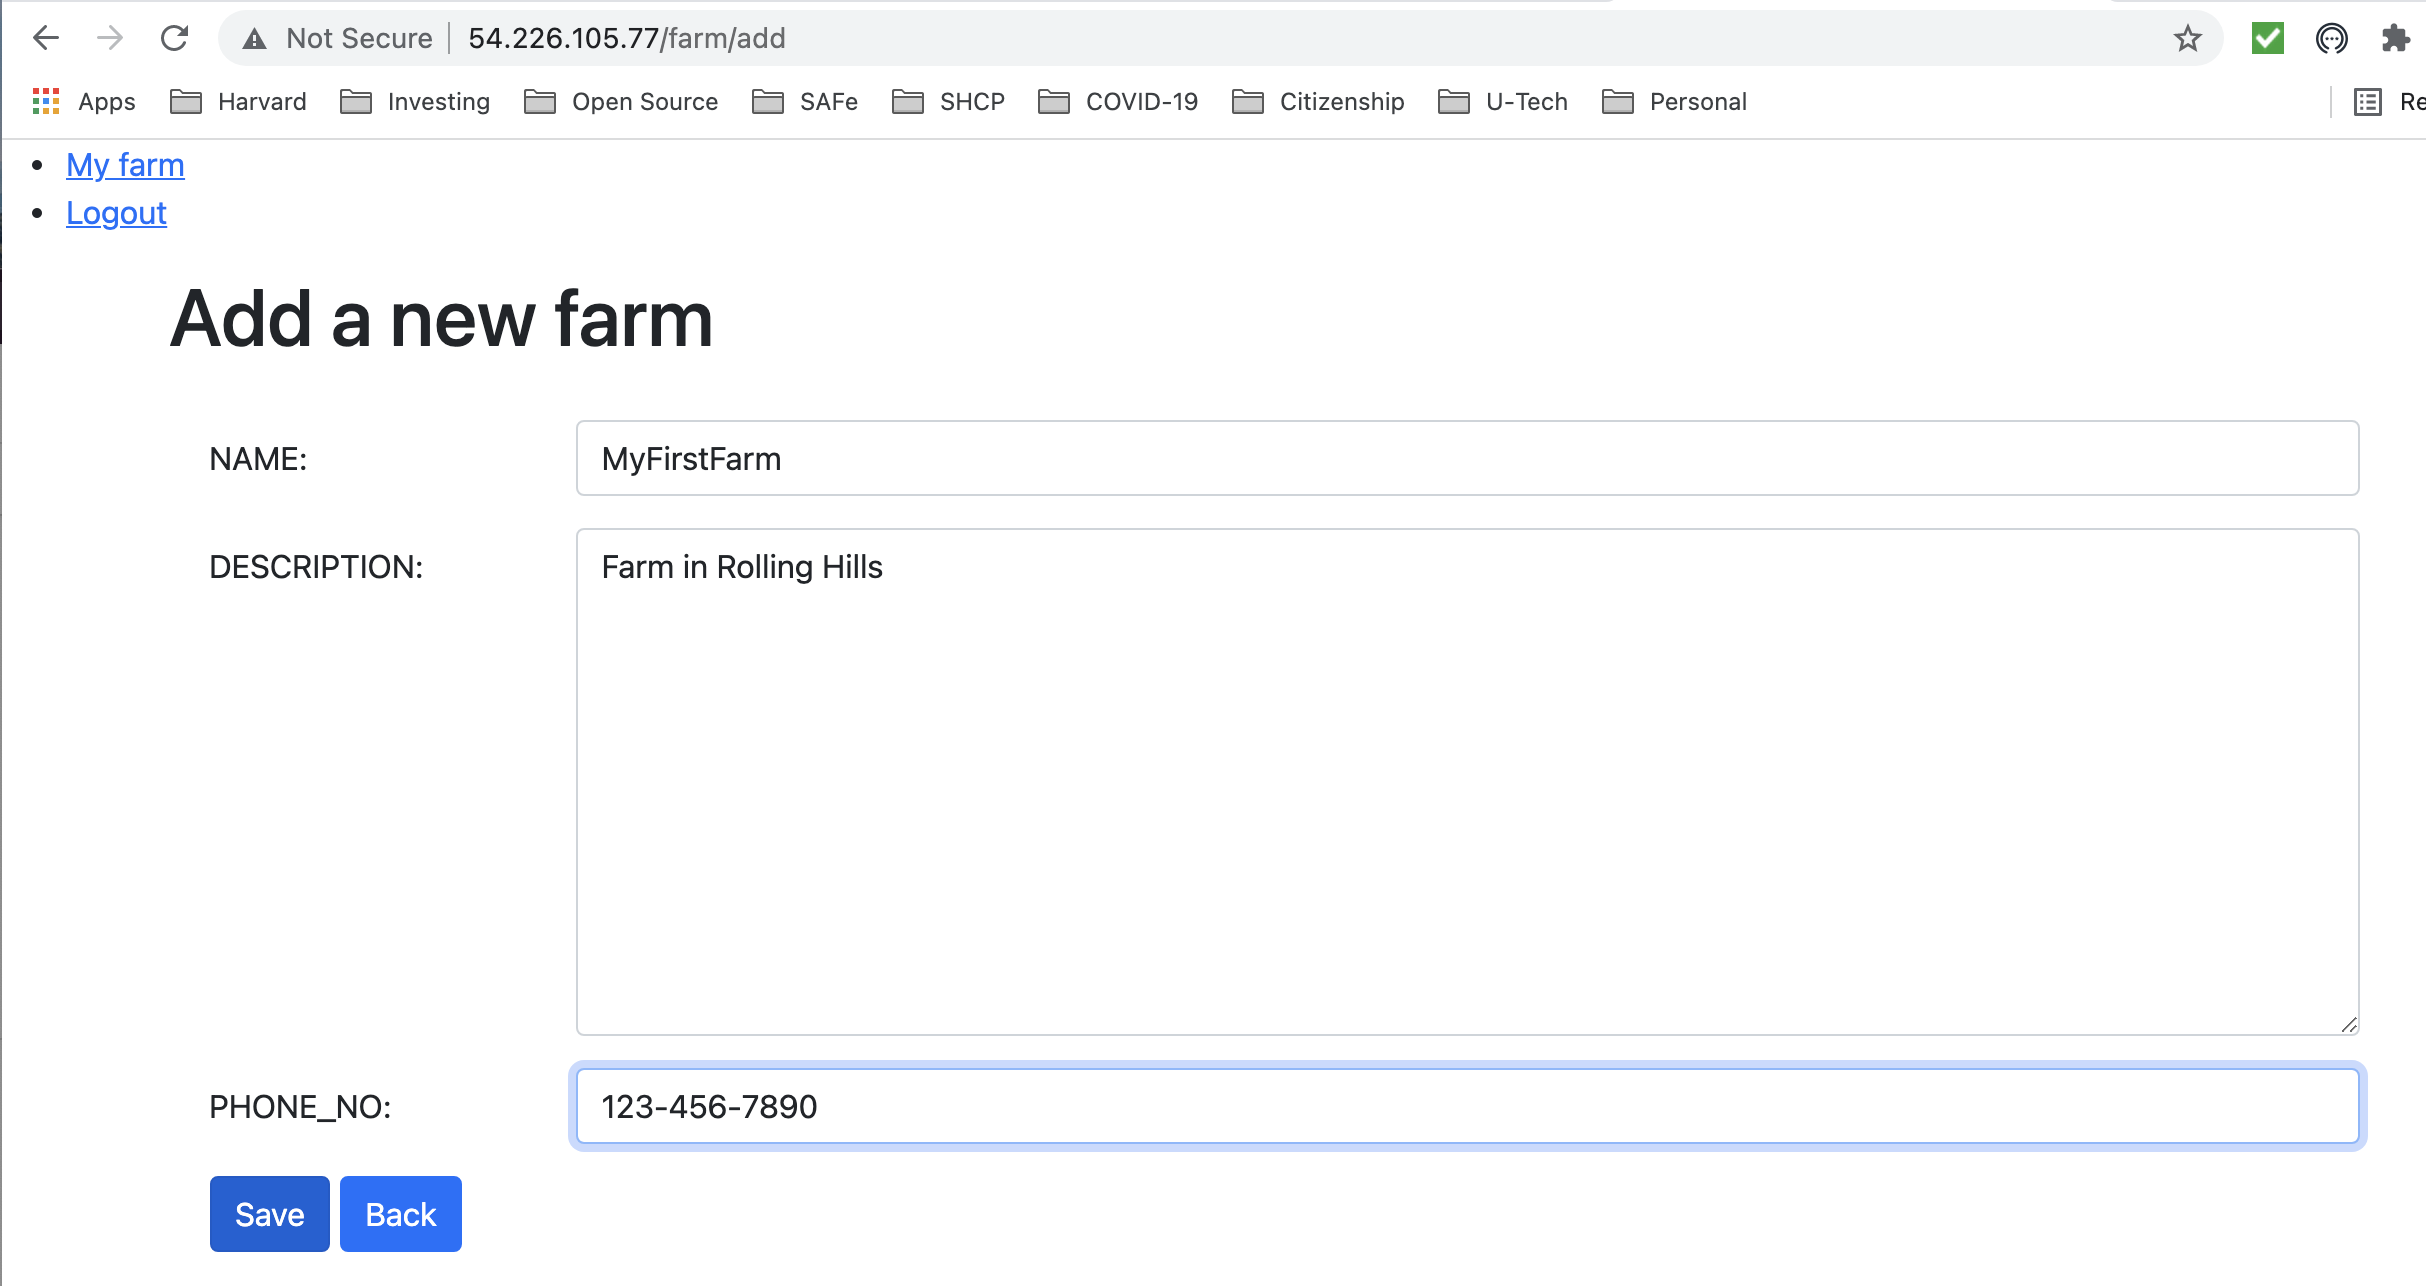 Not Secure 54.226.105.77/farm/add
Apps Harvard Investing Open Source SAFe SHCP COVID-19 Citizenship U-Tech Personal Re
My farm
Logout
Add a new farm
NAME: MyFirstFarm
DESCRIPTION: Farm in Rolling Hills
PHONE_NO: 123-456-7890
Save Back